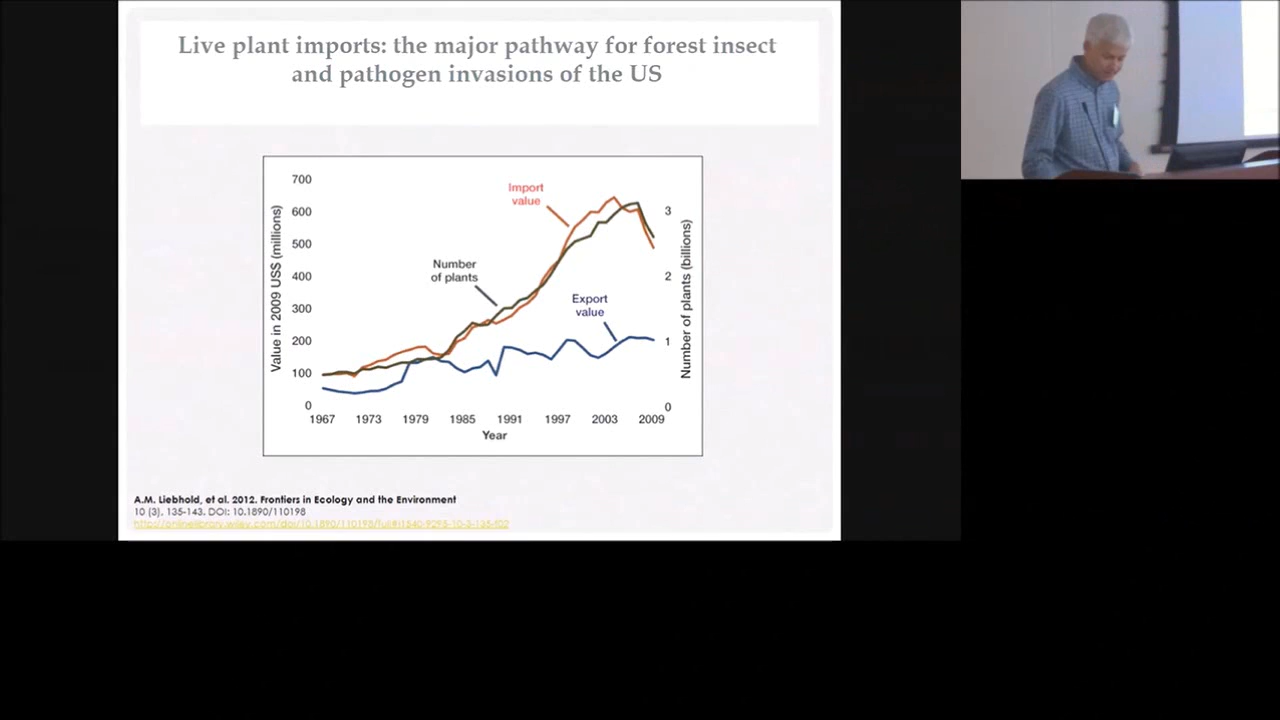 Live plant imports: the major pathway for forest insect
and pathogen invasions of the US
700
600
500
400
300
200
100
0
Value in 2009 US$ (millions)
Import
value
Number
of plants
Export
value
3
2
1
0
Number of plants (billions)
1967 1973 1979 1985 1991 1997 2003 2009
Year
A.M. Liebhold, et al. 2012. Frontiers in Ecology and the Environment
10 (3), 135-143. DOI: 10.1890/110198